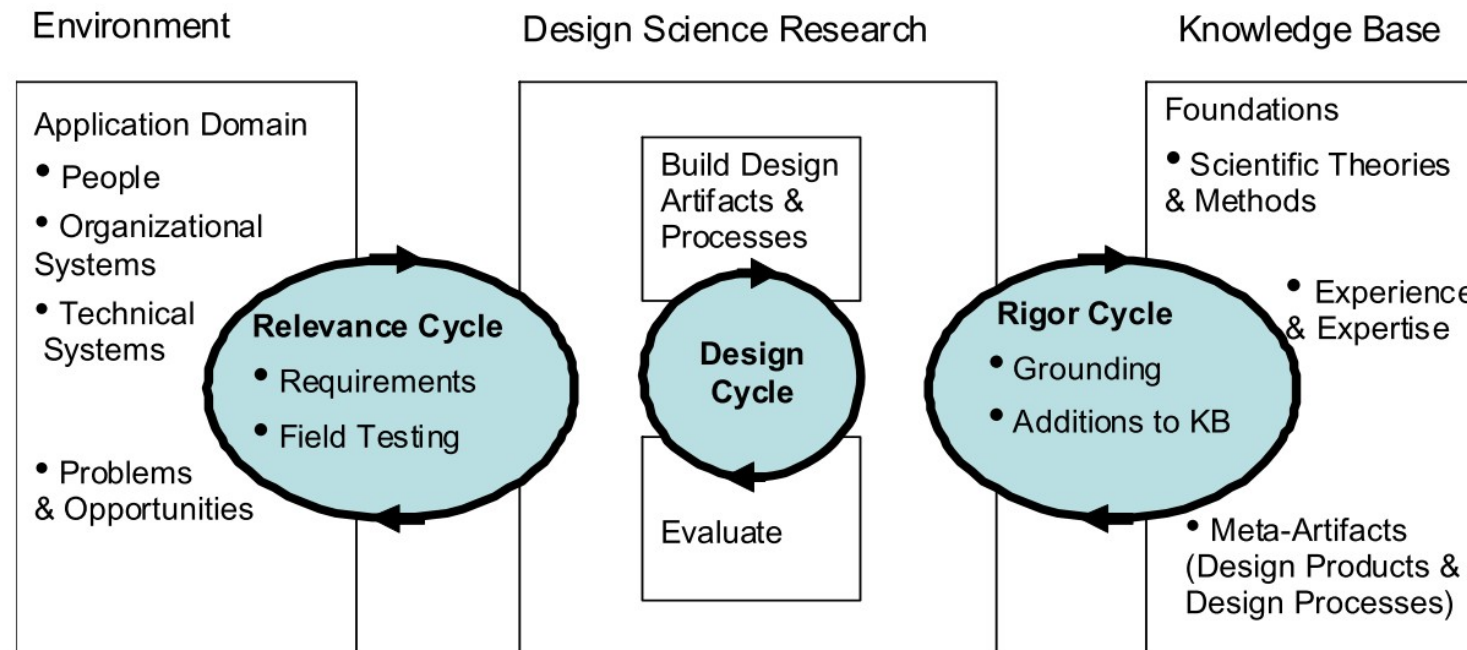 Environment
Design Science Research
Knowledge Base
Application Domain
• People
• Organizational
Systems
• Technical
Systems
• Problems
& Opportunities
Relevance Cycle
• Requirements
• Field Testing
Build Design
Artifacts &
Processes
Design
Cycle
Evaluate
Rigor Cycle
• Grounding
• Additions to KB
Foundations
• Scientific Theories
& Methods
• Experience
& Expertise
• Meta-Artifacts
(Design Products &
Design Processes)